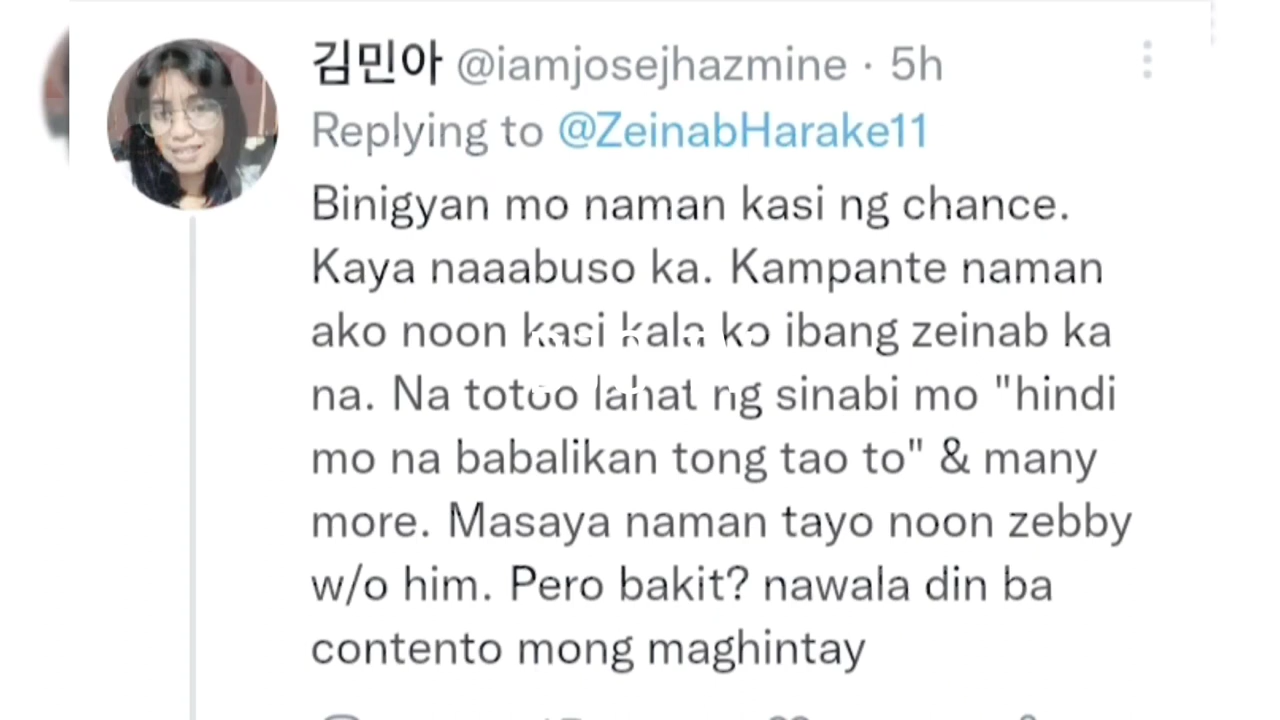 김민아 @iamjosejhazmine · 5h
Replying to @ZeinabHarake11
Binigyan mo naman kasi ng chance.
Kaya naaabuso ka. Kampante naman
ako noon kasi kala ko ibang zeinab ka
na. Na totoo lahat ng sinabi mo "hindi
mo na babalikan tong tao to" & many
more. Masaya naman tayo noon zebby
w/o him. Pero bakit? nawala din ba
contento mong maghintay